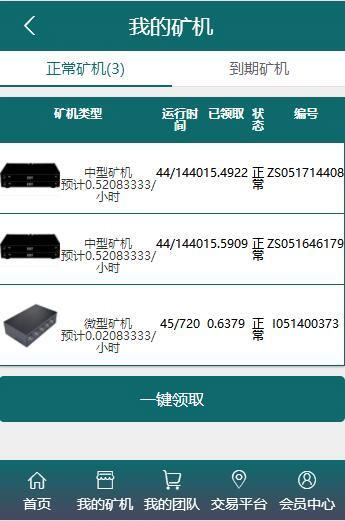 我的矿机
正常矿机(3)
到期矿机
矿机类型
运行时
间
已领取
状
态
编号
中型矿机
预计0.52083333/
小时
44/1440
15.4922
正
常
ZS051714408
中型矿机
预计0.52083333/
小时
44/1440
15.5909
正
常
ZS051646179
微型矿机
预计0.02083333/
小时
45/720
0.6379
正
常
I051400373
一键领取
首页
我的矿机
我的团队
交易平台
会员中心